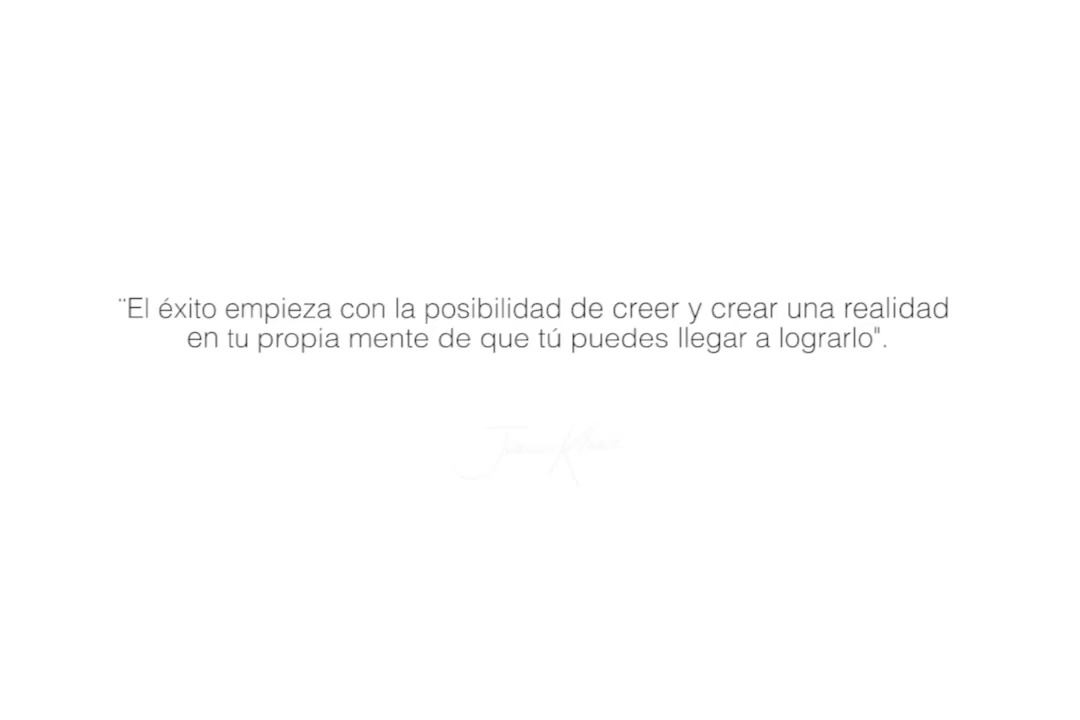 ¨El éxito empieza con la posibilidad de creer y crear una realidad
en tu propia mente de que tú puedes llegar a lograrlo".